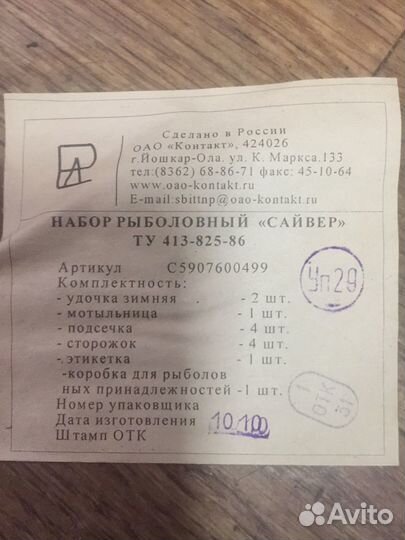 Сделано в России
ОАО «Контакт», 424026
г.Йошкар-Ола. ул. К. Маркса.133
тел:(8362) 68-86-71 факс: 45-10-64
www.oao-kontakt.ru
E-mail:sbittnp@oao-kontakt.ru
НАБОР РЫБОЛОВНЫЙ «САЙВЕР»
ТУ 413-825-86
Артикул С5907600499
Комплектность:
- удочка зимняя - 2 шт.
- мотыльница - 1 шт.
- подсечка - 4 шт.
- сторожок - 4 шт.
- этикетка - 1 шт.
-коробка для рыболов
ных принадлежностей -1 шт.
Номер упаковщика
Дата изготовления 10.100
Штамп ОТК
Уп29
1
ОТК
31
Avito